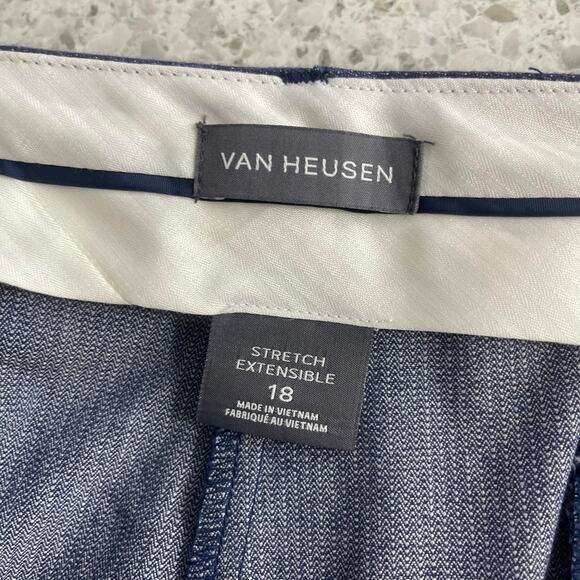 VAN HEUSEN
STRETCH
EXTENSIBLE
18
MADE IN VIETNAM
FABRIQUÉ AU VIETNAM